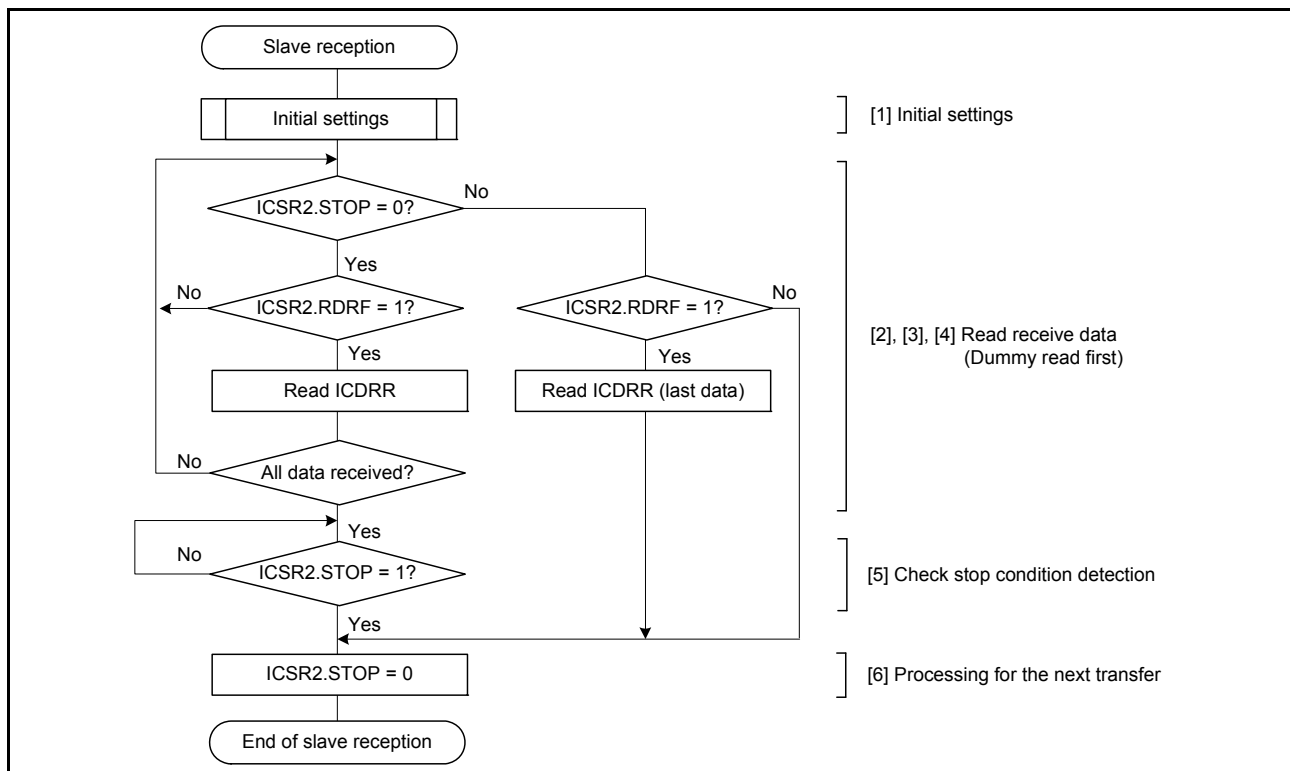 Slave reception
Initial settings
[1] Initial settings
No
ICSR2.STOP = 0?
Yes
No
ICSR2.RDRF = 1?
ICSR2.RDRF = 1?
No
Yes
Yes
[2], [3], [4] Read receive data
(Dummy read first)
Read ICDRR
Read ICDRR (last data)
No
All data received?
Yes
No
ICSR2.STOP = 1?
[5] Check stop condition detection
Yes
ICSR2.STOP = 0
[6] Processing for the next transfer
End of slave reception